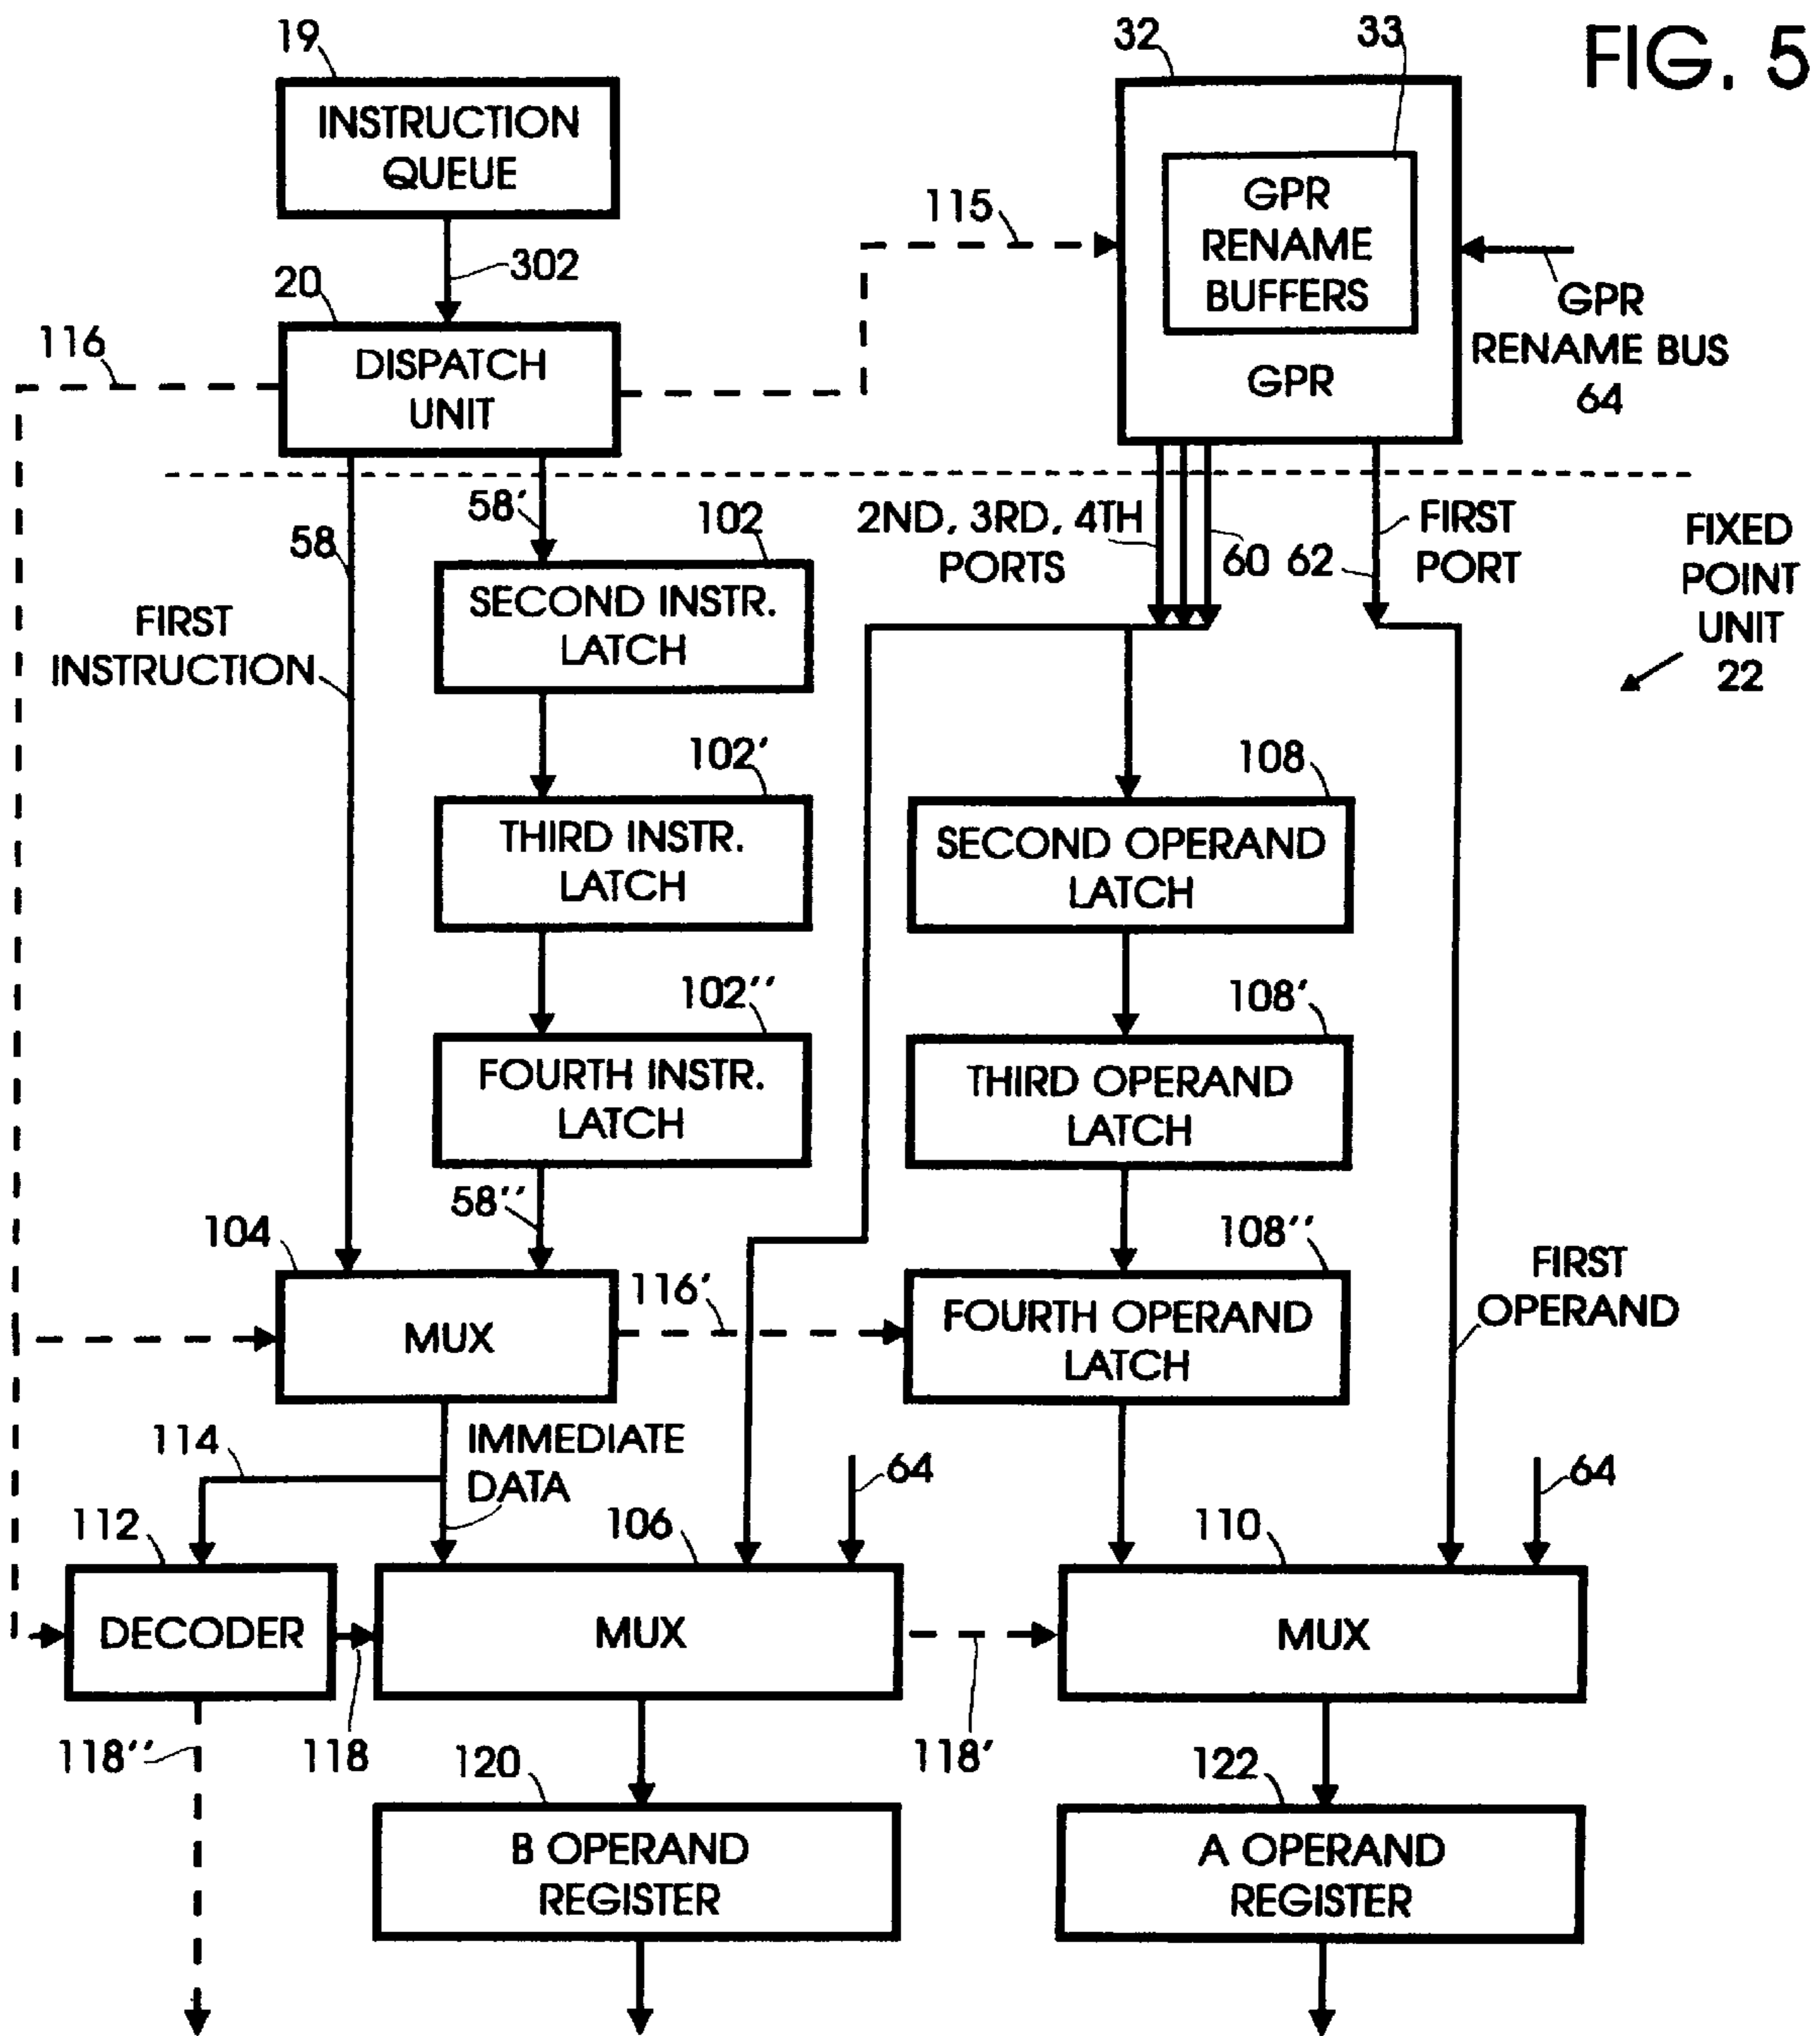 FIG. 5
19
32
33
INSTRUCTION
QUEUE
GPR
RENAME
BUFFERS
GPR
115
302
20
GPR
RENAME BUS
64
116
DISPATCH
UNIT
58
58'
102
2ND, 3RD, 4TH
PORTS
60
62
FIRST
PORT
FIXED
POINT
UNIT
22
FIRST
INSTRUCTION
SECOND INSTR.
LATCH
102'
108
THIRD INSTR.
LATCH
SECOND OPERAND
LATCH
102''
108'
FOURTH INSTR.
LATCH
THIRD OPERAND
LATCH
58''
104
108''
116'
MUX
FOURTH OPERAND
LATCH
FIRST
OPERAND
114
IMMEDIATE
DATA
64
64
112
106
110
DECODER
MUX
MUX
118''
118
118'
120
122
B OPERAND
REGISTER
A OPERAND
REGISTER